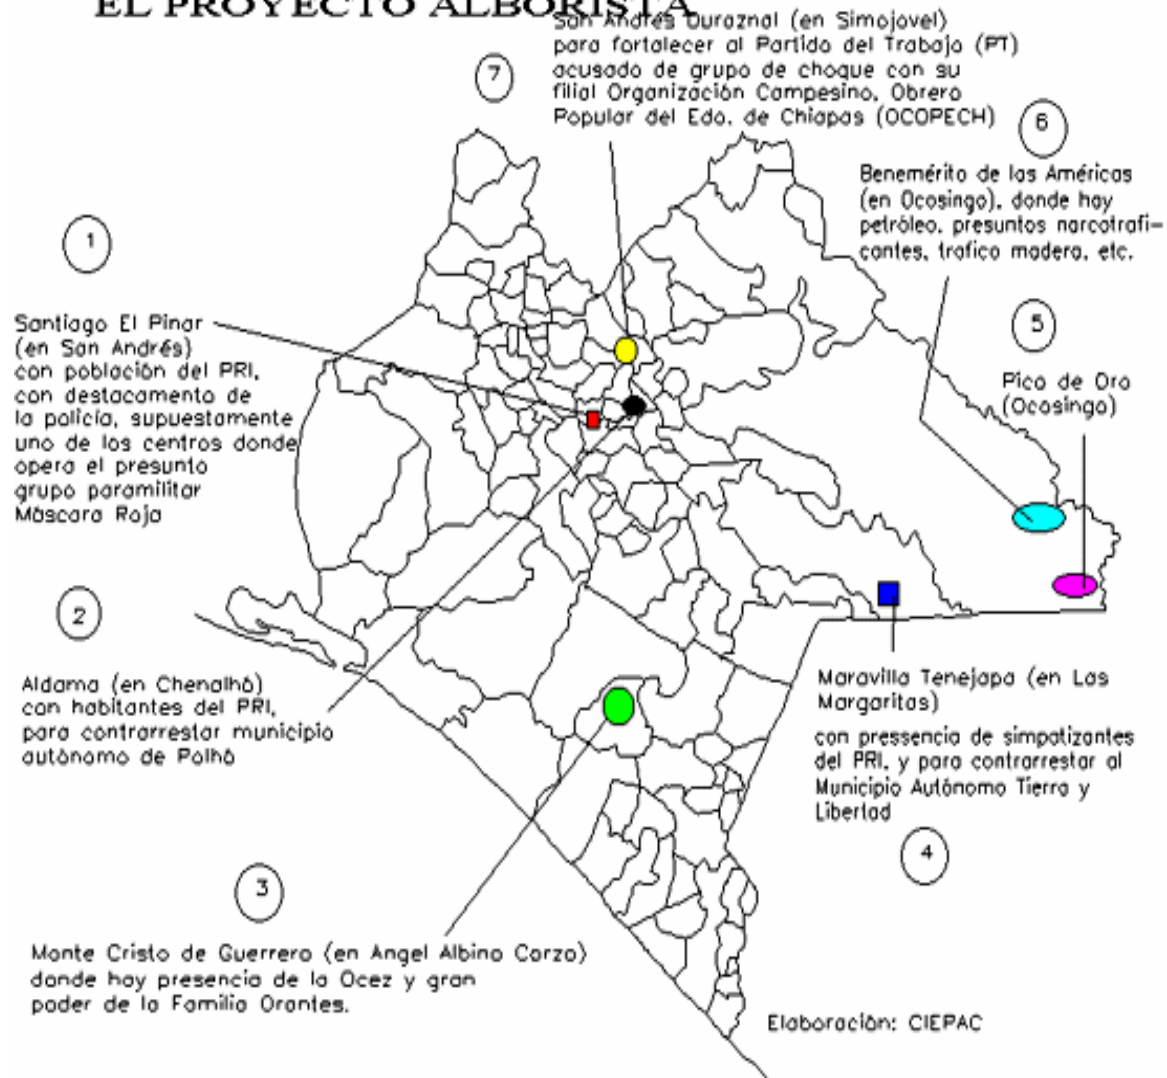 EL PROYECTO ALBORISTA
7
San Andrés Duraznal (en Simojovel)
para fortalecer al Partido del Trabajo (PT)
acusado de grupo de choque con su
filial Organización Campesino, Obrero
Popular del Edo. de Chiapas (OCOPECH)
6
Benemérito de las Américas
(en Ocosingo), donde hay
petróleo, presuntos narcotrafi-
cantes, trafico madera, etc.
1
Santiago El Pinar
(en San Andrés)
con población del PRI,
con destacamento de
la policía, supuestamente
uno de los centros donde
opera el presunto
grupo paramilitar
Máscara Roja
5
Pico de Oro
(Ocosingo)
2
Aldama (en Chenalhó)
con habitantes del PRI,
para contrarrestar municipio
autónomo de Polhó
Maravilla Tenejapa (en Las
Margaritas)
con pressencia de simpatizantes
del PRI, y para contrarrestar al
Municipio Autónomo Tierra y
Libertad
4
3
Monte Cristo de Guerrero (en Angel Albino Corzo)
donde hay presencia de la Ocez y gran
poder de la Familia Orantes.
Elaboración: CIEPAC